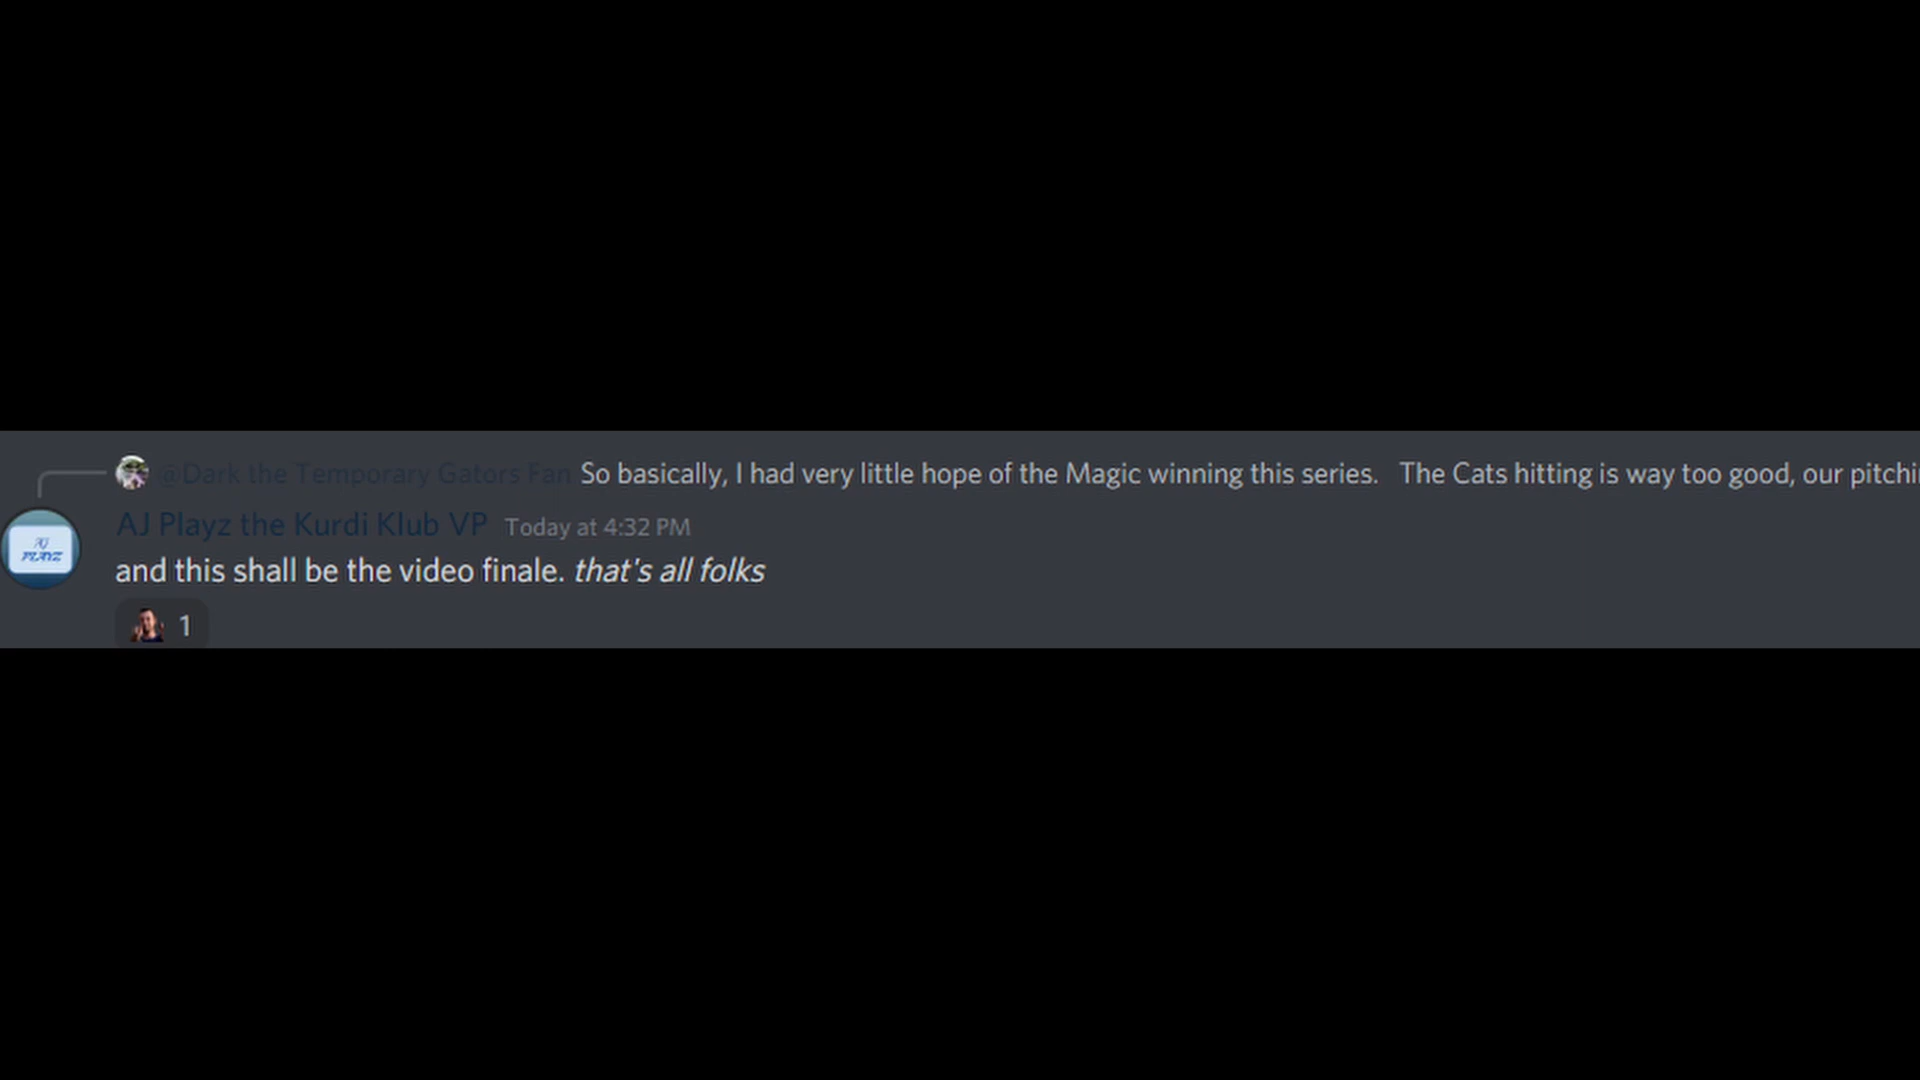 @Dark the Temporary Gators Fan So basically, I had very little hope of the Magic winning this series. The Cats hitting is way too good, our pitchi
AJ Playz the Kurdi Klub VP Today at 4:32 PM
AJ
PLAYZ
and this shall be the video finale. that's all folks
1